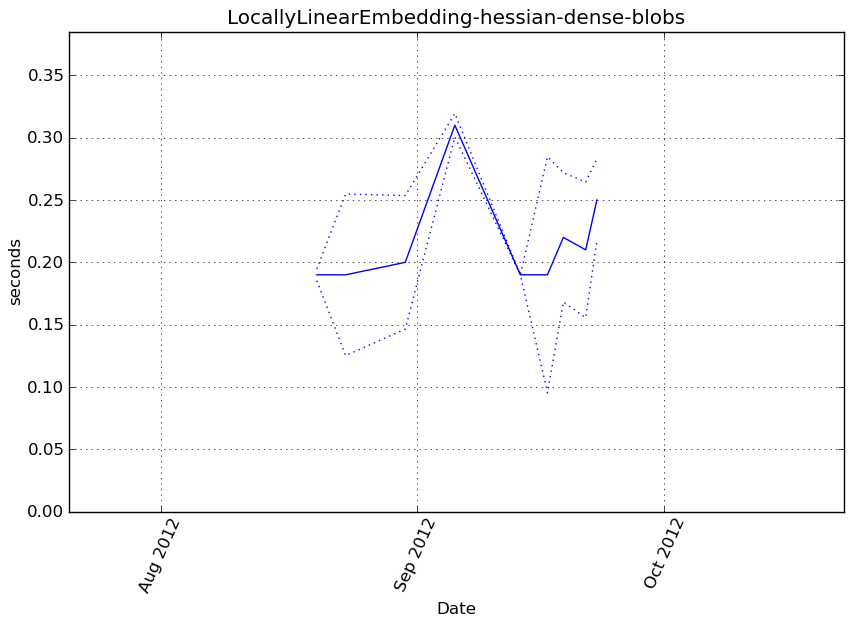 LocallyLinearEmbedding-hessian-dense-blobs
0.35
0.30
0.25
0.20
0.15
0.10
0.05
0.00
seconds
Aug 2012
Sep 2012
Oct 2012
Date